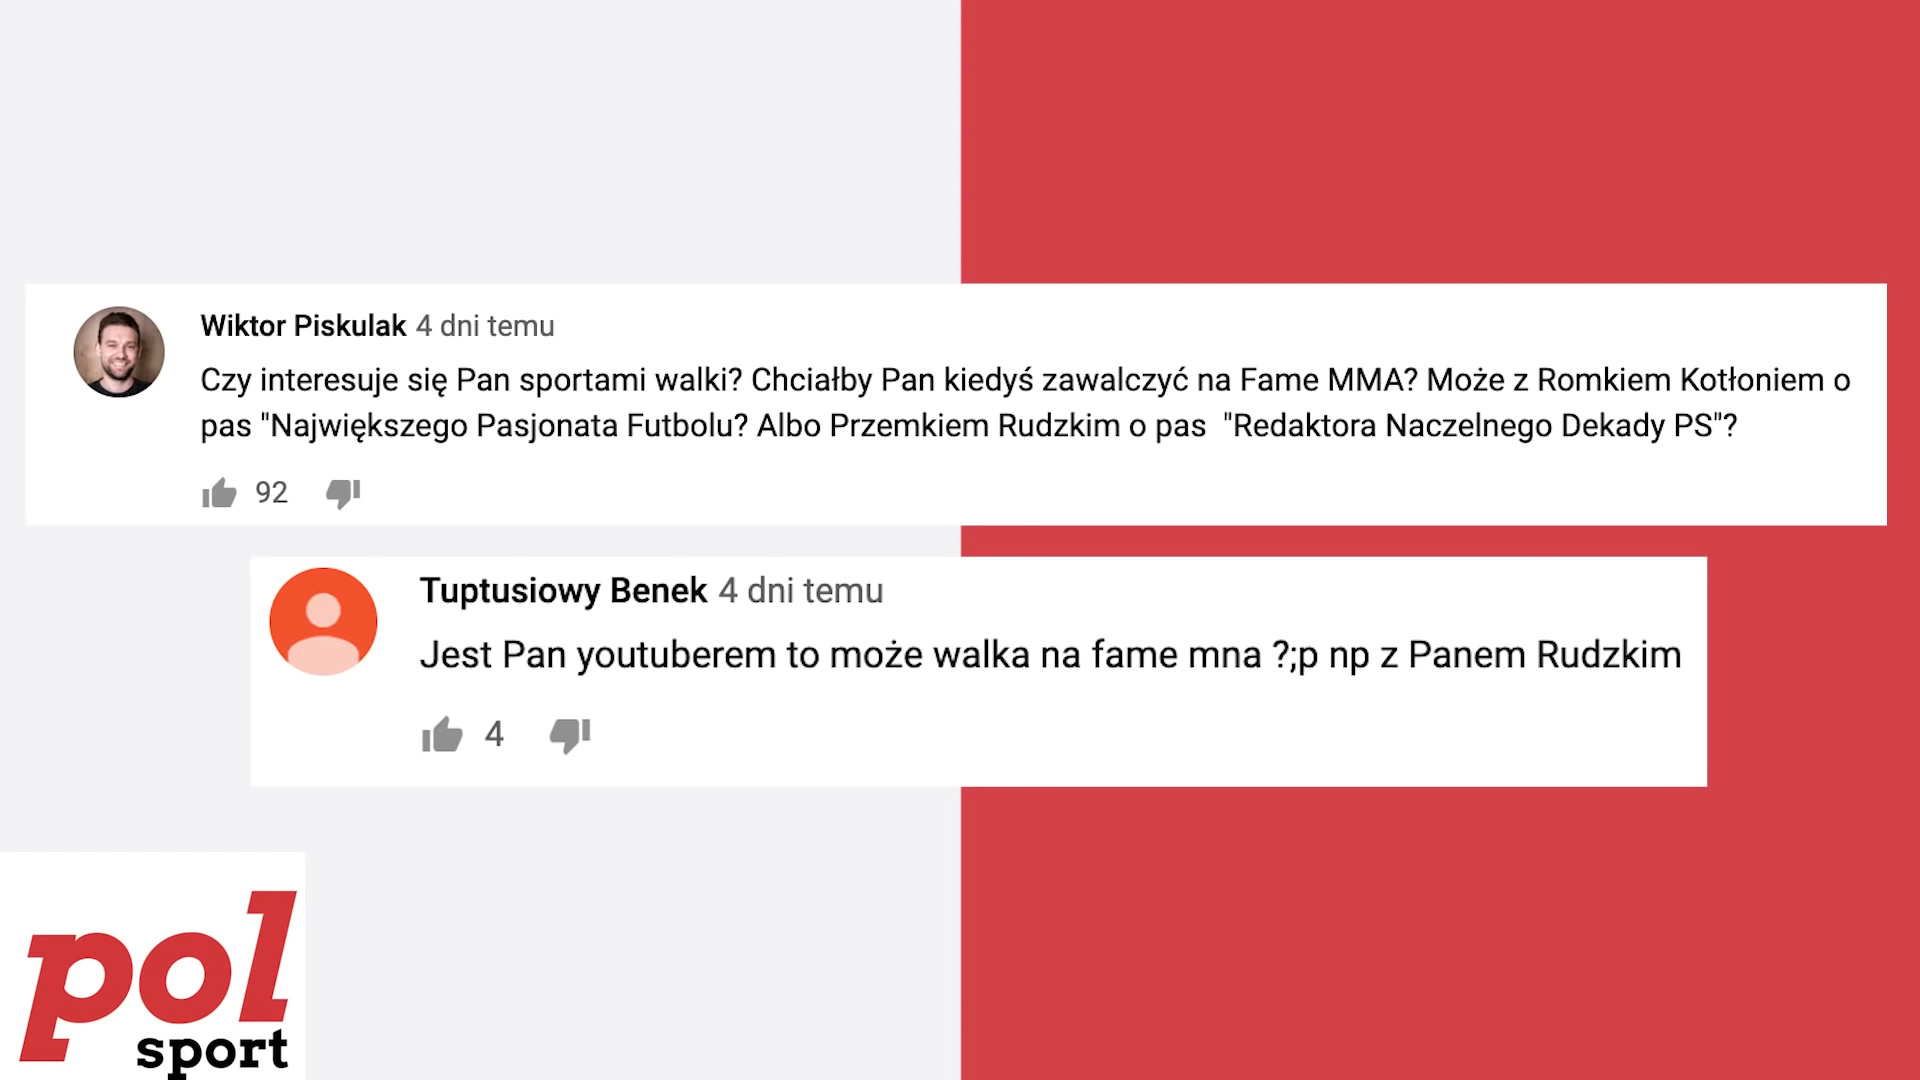 Wiktor Piskulak 4 dni temu
Czy interesuje się Pan sportami walki? Chciałby Pan kiedyś zawalczyć na Fame MMA? Może z Romkiem Kotłoniem o
pas "Największego Pasjonata Futbolu? Albo Przemkiem Rudzkim o pas "Redaktora Naczelnego Dekady PS"?
92
Tuptusiowy Benek 4 dni temu
Jest Pan youtuberem to może walka na fame mna ?;p np z Panem Rudzkim
4
pol
sport